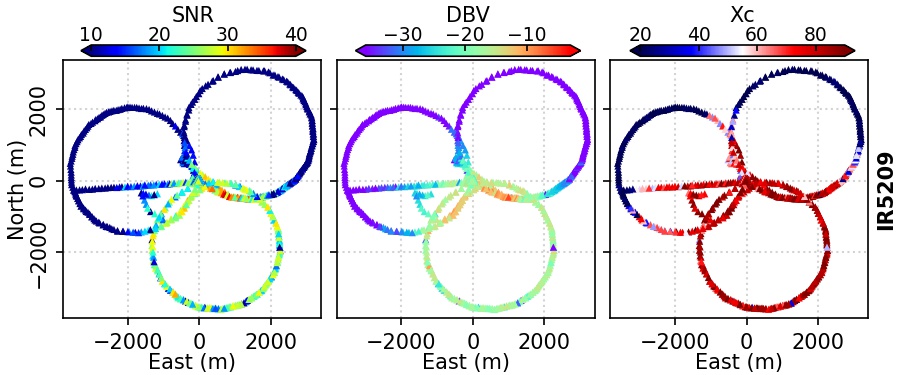 SNR DBV Xc
10 20 30 40 −30 −20 −10 20 40 60 80
2000
0
−2000
North (m)
−2000 0 2000 −2000 0 2000 −2000 0 2000
East (m) East (m) East (m)
IR5209